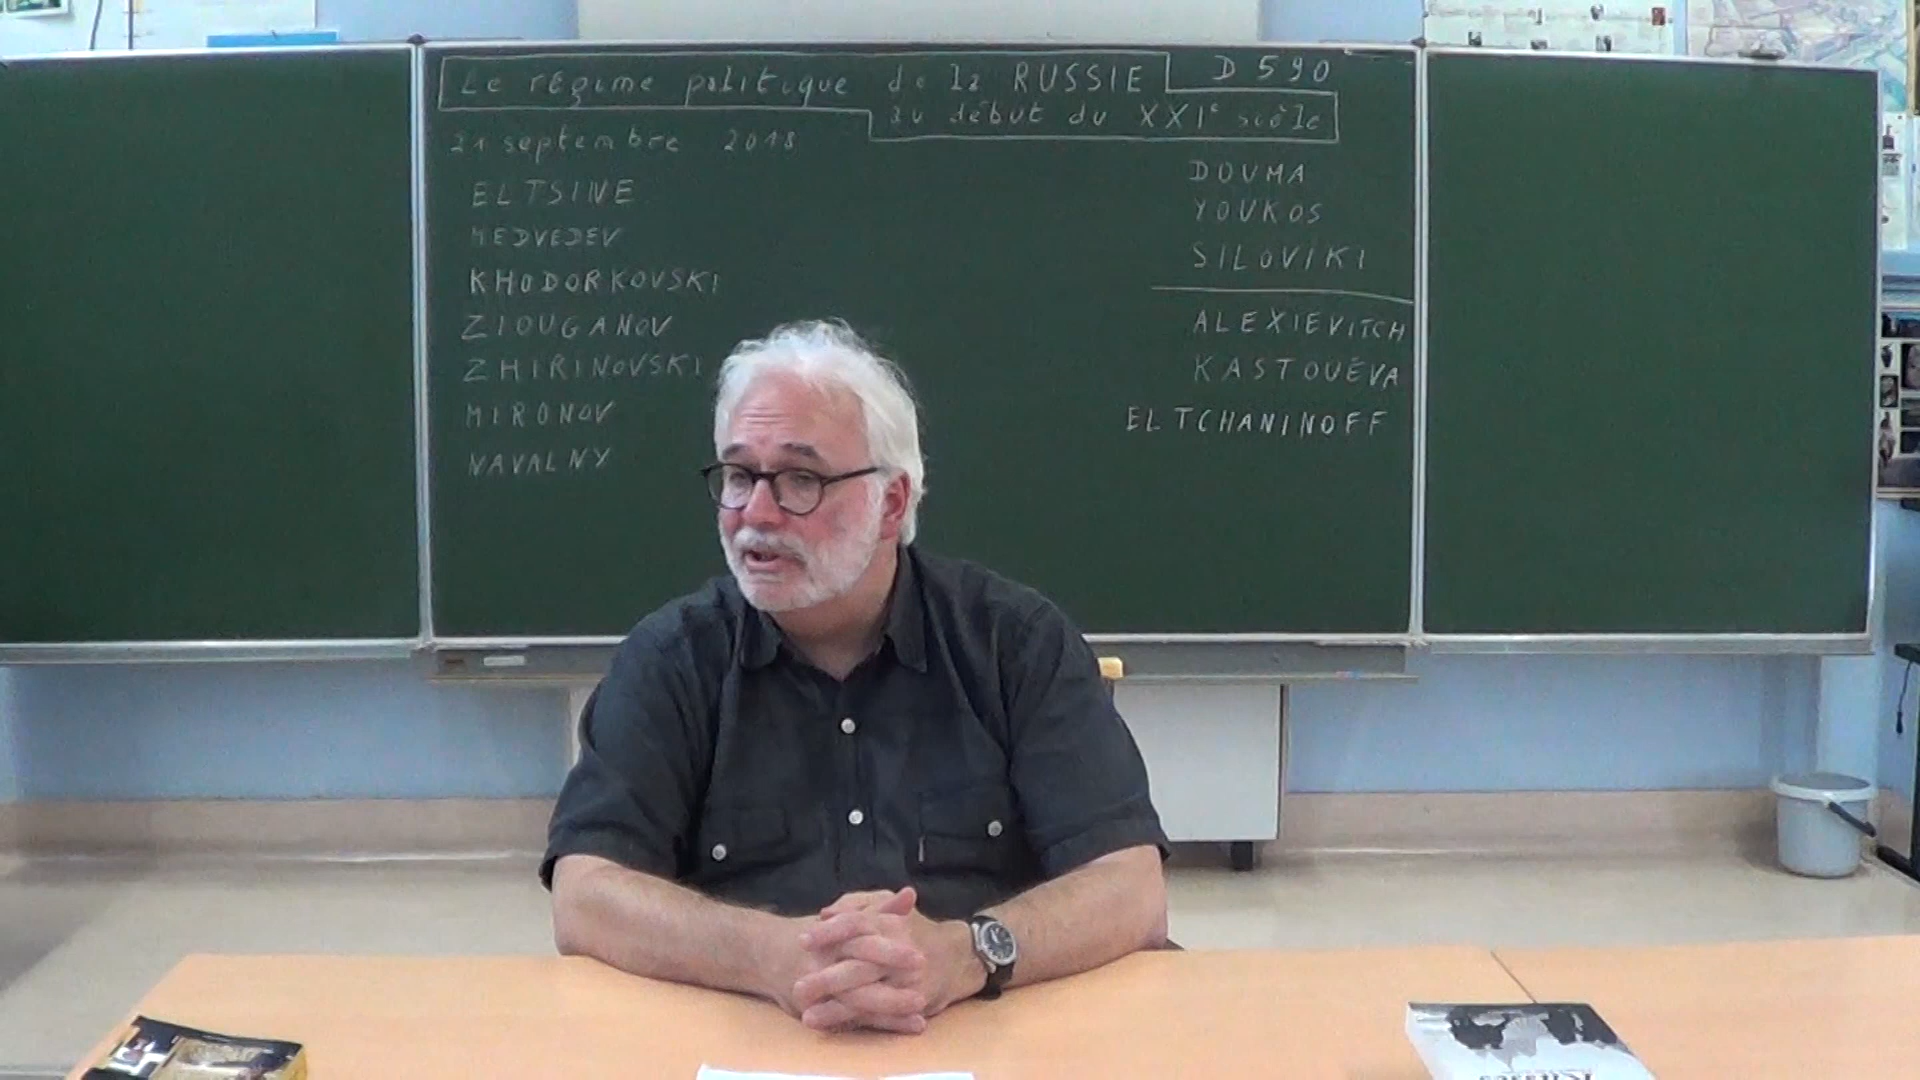 Le régime politique de la RUSSIE D590
au début du XXIe siècle
21 septembre 2018
ELTSINE
MEDVEDEV
KHODORKOVSKI
ZIOUGANOV
ZHIRINOVSKI
MIRONOV
NAVALNY
DOUMA
YOUKOS
SILOVIKI
ALEXIEVITCH
KASTOUÉVA
ELTCHANINOFF